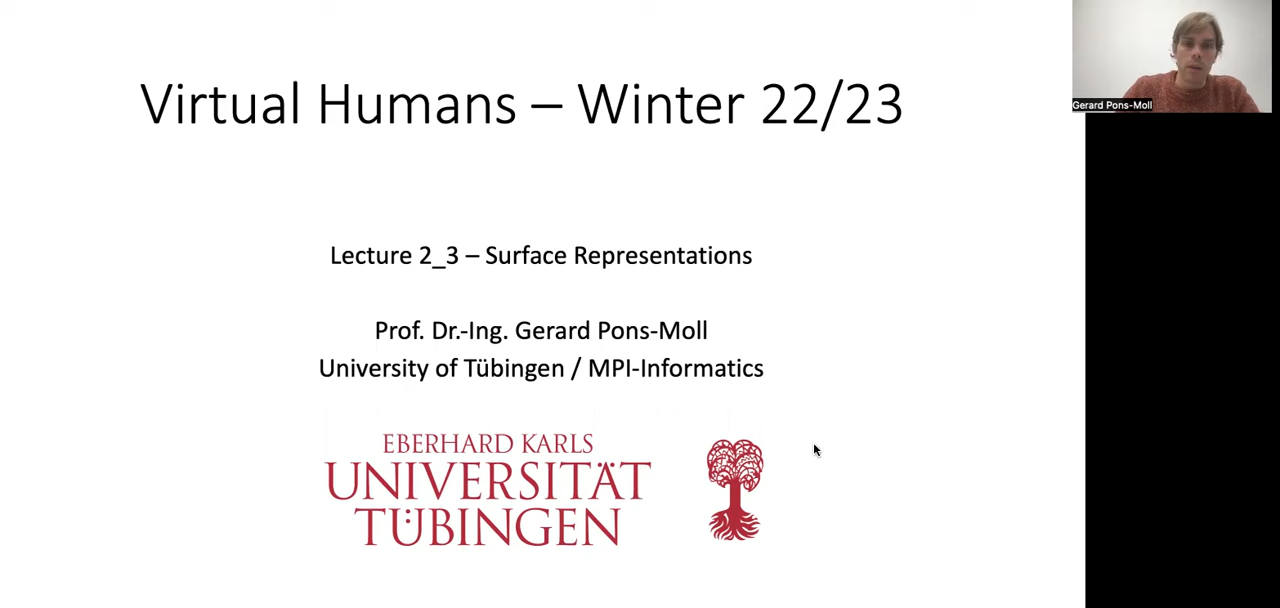 Virtual Humans – Winter 22/23
Gerard Pons-Moll
Lecture 2_3 – Surface Representations
Prof. Dr.-Ing. Gerard Pons-Moll
University of Tübingen / MPI-Informatics
EBERHARD KARLS
UNIVERSITÄT
TÜBINGEN